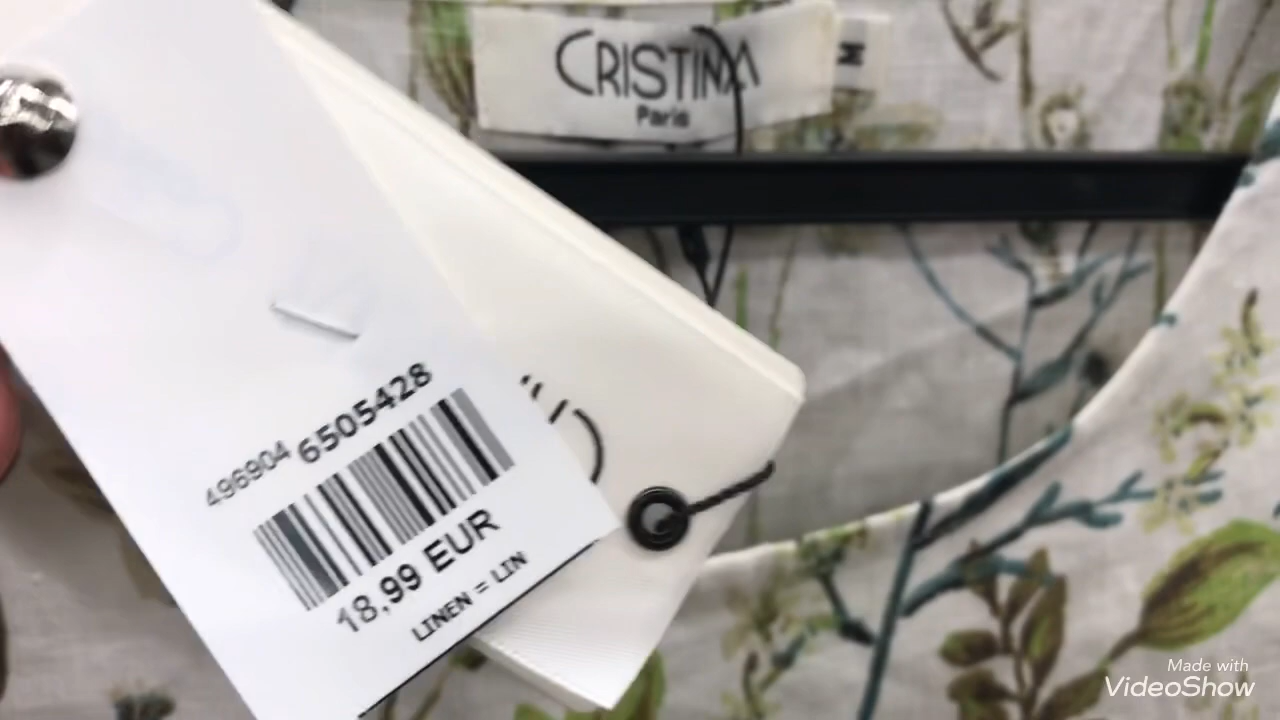 CRISTINA
Paris
M
496904 6505428
18,99 EUR
LINEN = LIN
Made with
VideoShow